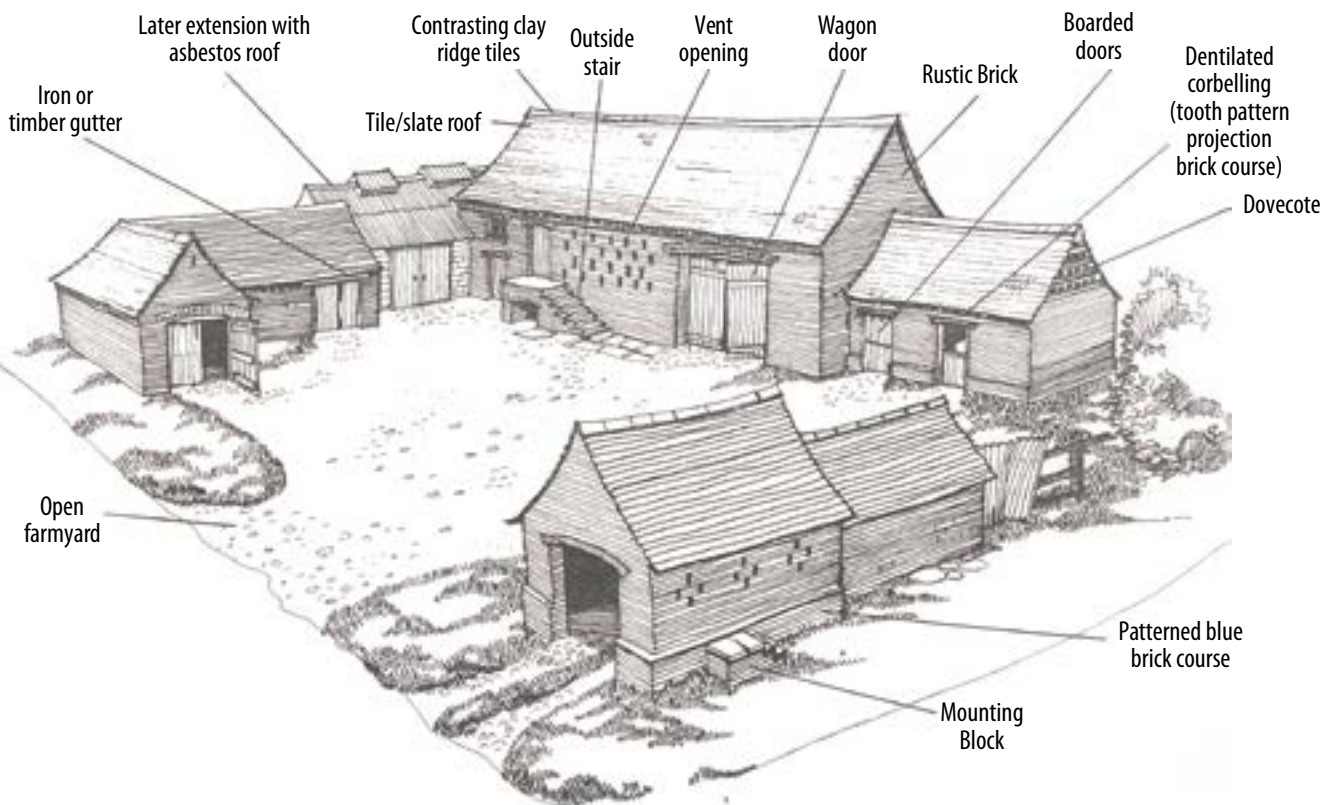 Later extension with
asbestos roof
Contrasting clay
ridge tiles
Outside
stair
Vent
opening
Wagon
door
Boarded
doors
Dentilated
corbelling
(tooth pattern
projection
brick course)
Iron or
timber gutter
Tile/slate roof
Rustic Brick
Dovecote
Open
farmyard
Patterned blue
brick course
Mounting
Block